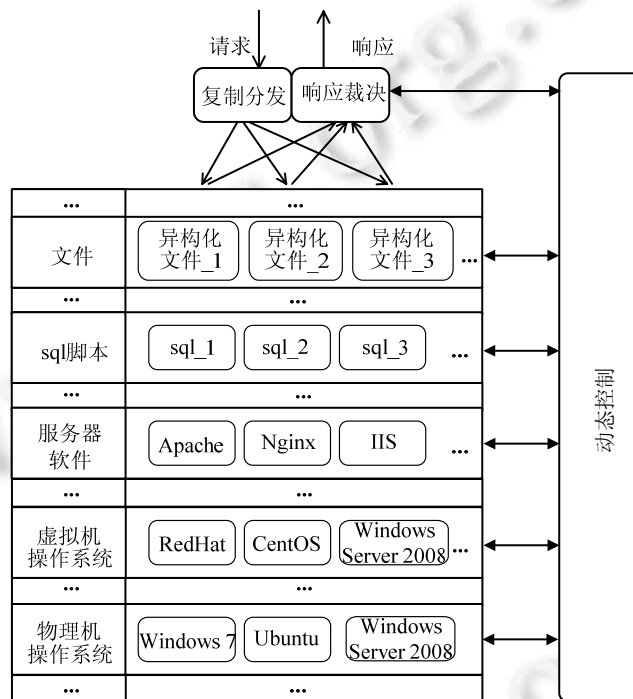 请求 响应
复制分发 响应裁决
...
...
文件
异构化
文件_1
异构化
文件_2
异构化
文件_3
...
...
...
sql脚本
sql_1
sql_2
sql_3
...
...
...
服务器
软件
Apache
Nginx
IIS
...
...
...
虚拟机
操作系统
RedHat
CentOS
Windows
Server 2008
...
...
...
物理机
操作系统
Windows 7
Ubuntu
Windows
Server 2008
...
...
动态控制